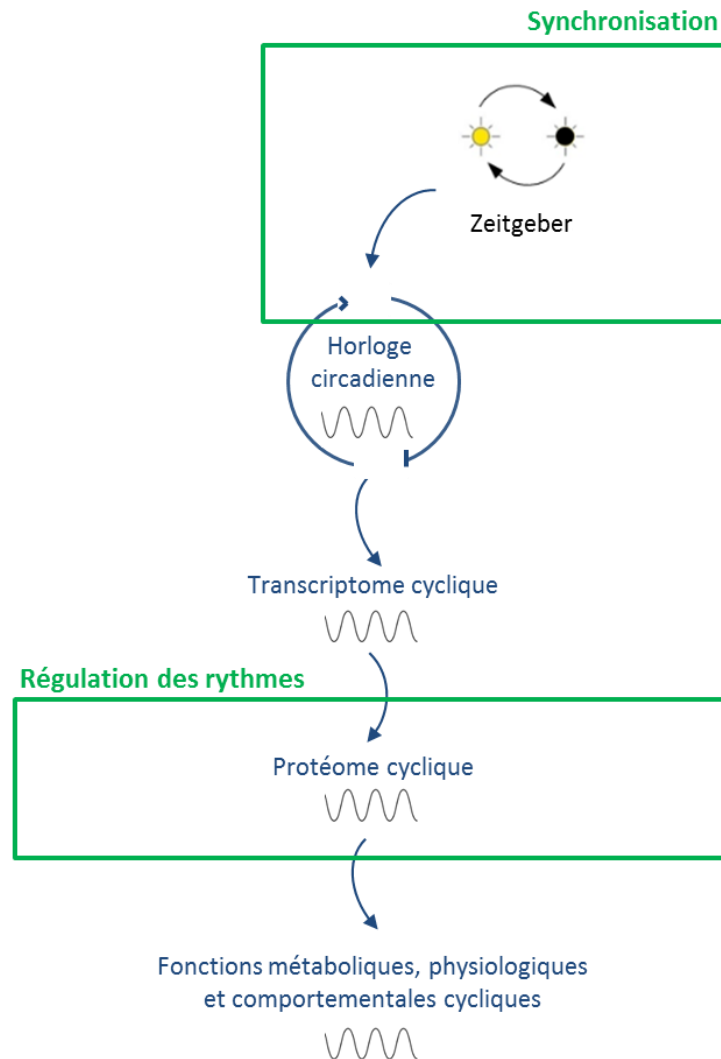 Synchronisation
Zeitgeber
Horloge
circadienne
Transcriptome cyclique
Régulation des rythmes
Protéome cyclique
Fonctions métaboliques, physiologiques
et comportementales cycliques